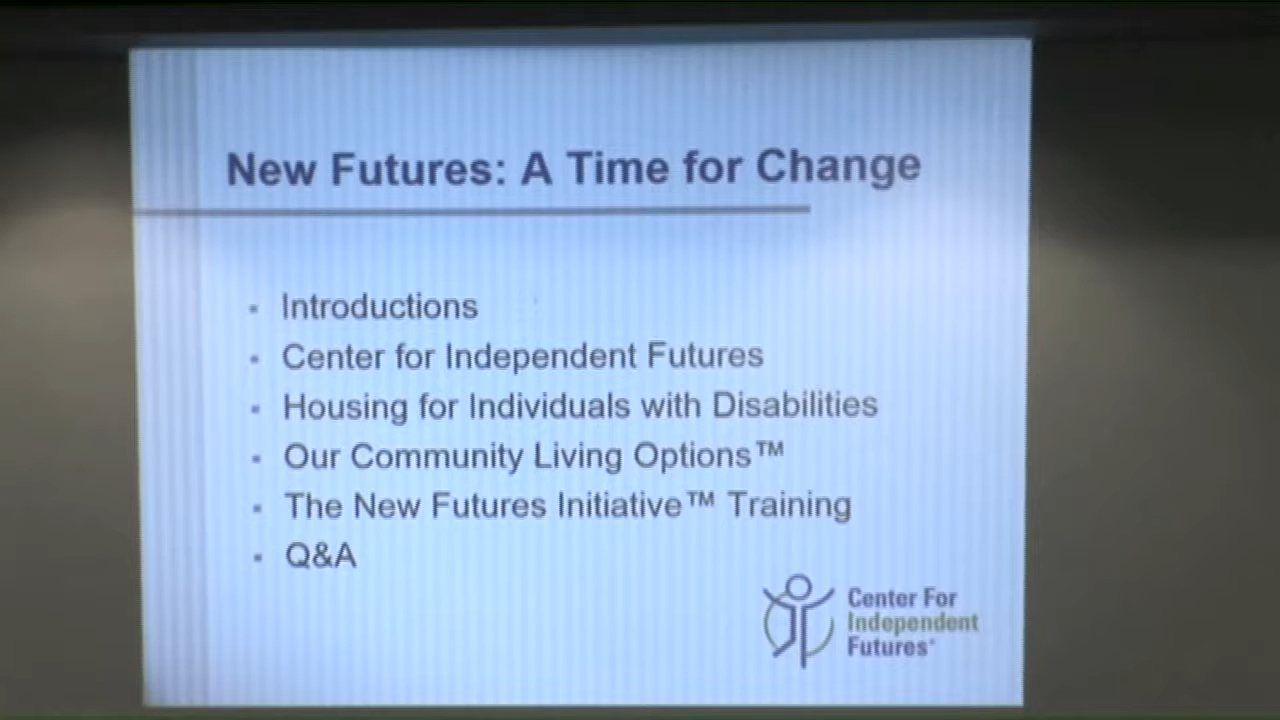 New Futures: A Time for Change
▪ Introductions
▪ Center for Independent Futures
▪ Housing for Individuals with Disabilities
▪ Our Community Living Options™
▪ The New Futures Initiative™ Training
▪ Q&A
Center For
Independent
Futures®